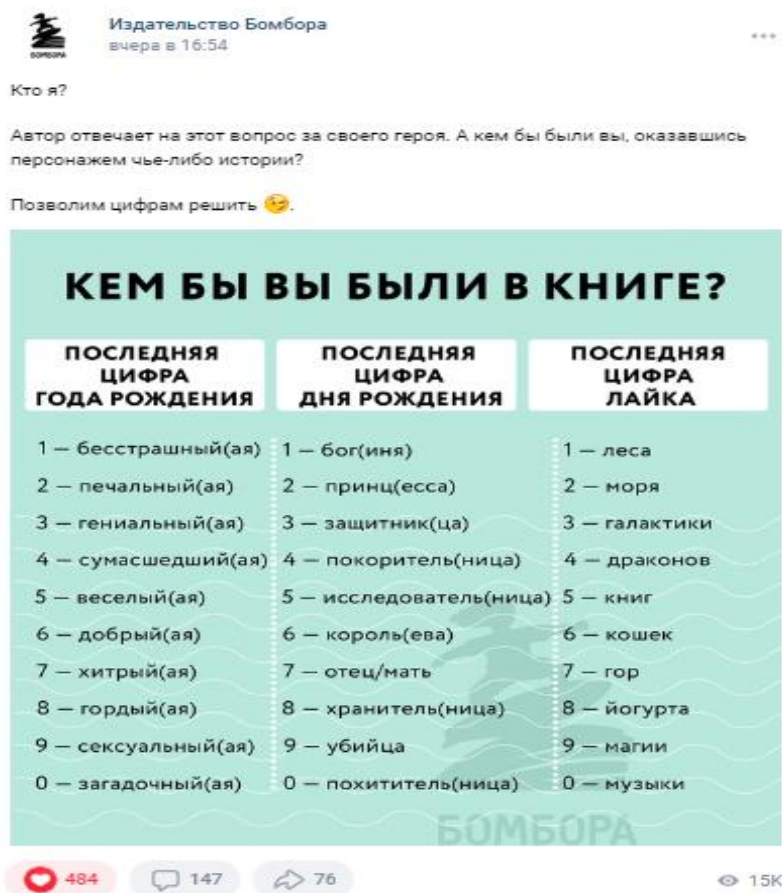 Издательство Бомбора
вчера в 16:54
БОМБОРА
Кто я?
Автор отвечает на этот вопрос за своего героя. А кем бы были вы, оказавшись
персонажем чье-либо истории?
Позволим цифрам решить 😏.
КЕМ БЫ ВЫ БЫЛИ В КНИГЕ?
ПОСЛЕДНЯЯ
ЦИФРА
ГОДА РОЖДЕНИЯ
1 — бесстрашный(ая)
2 — печальный(ая)
3 — гениальный(ая)
4 — сумасшедший(ая)
5 — веселый(ая)
6 — добрый(ая)
7 — хитрый(ая)
8 — гордый(ая)
9 — сексуальный(ая)
0 — загадочный(ая)
ПОСЛЕДНЯЯ
ЦИФРА
ДНЯ РОЖДЕНИЯ
1 — бог(иня)
2 — принц(есса)
3 — защитник(ца)
4 — покоритель(ница)
5 — исследователь(ница)
6 — король(ева)
7 — отец/мать
8 — хранитель(ница)
9 — убийца
0 — похититель(ница)
ПОСЛЕДНЯЯ
ЦИФРА
ЛАЙКА
1 — леса
2 — моря
3 — галактики
4 — драконов
5 — книг
6 — кошек
7 — гор
8 — йогурта
9 — магии
0 — музыки
БОМБОРА
484
147
76
15K